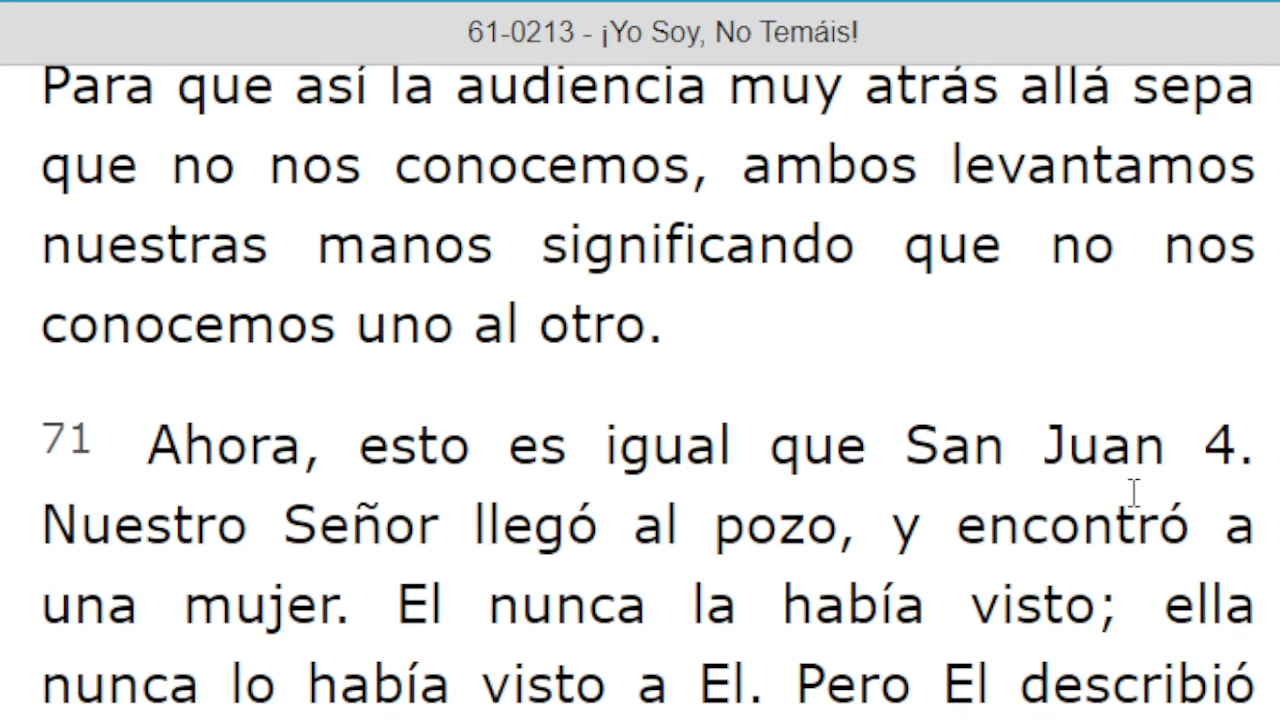 61-0213 - ¡Yo Soy, No Temáis!
Para que así la audiencia muy atrás allá sepa
que no nos conocemos, ambos levantamos
nuestras manos significando que no nos
conocemos uno al otro.
71 Ahora, esto es igual que San Juan 4.
Nuestro Señor llegó al pozo, y encontró a
una mujer. El nunca la había visto; ella
nunca lo había visto a El. Pero El describió